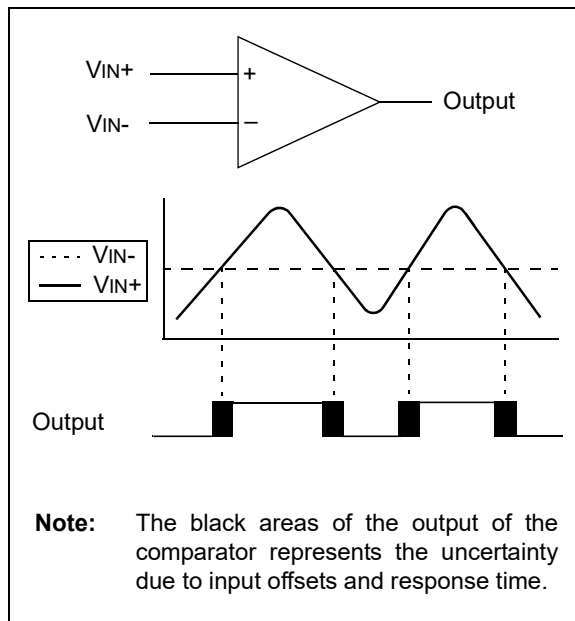 VIN+
+
Output
VIN-
–
VIN-
VIN+
Output
Note: The black areas of the output of the
comparator represents the uncertainty
due to input offsets and response time.